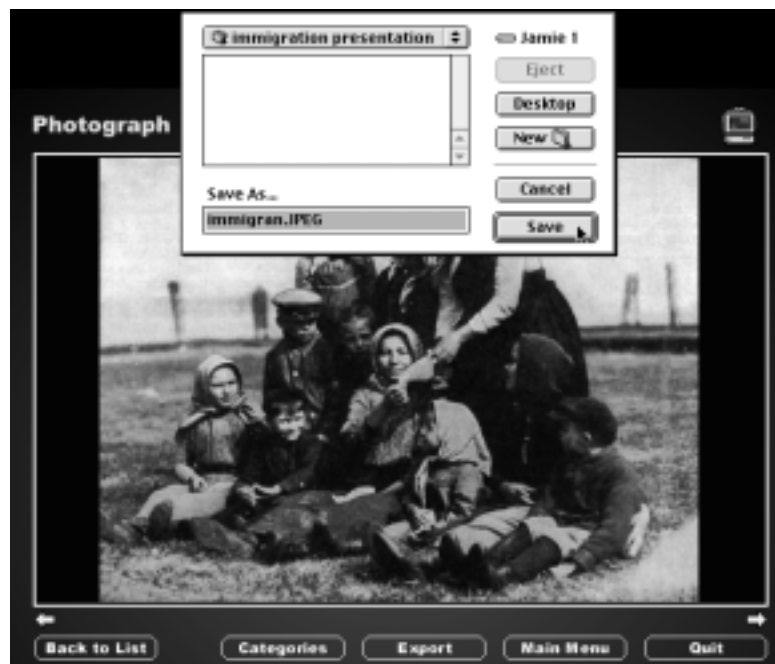 immigration presentation
Jamie 1
Eject
Desktop
New
Save As...
Cancel
immigran.JPEG
Save
Photograph
Back to List
Categories
Export
Main Menu
Quit